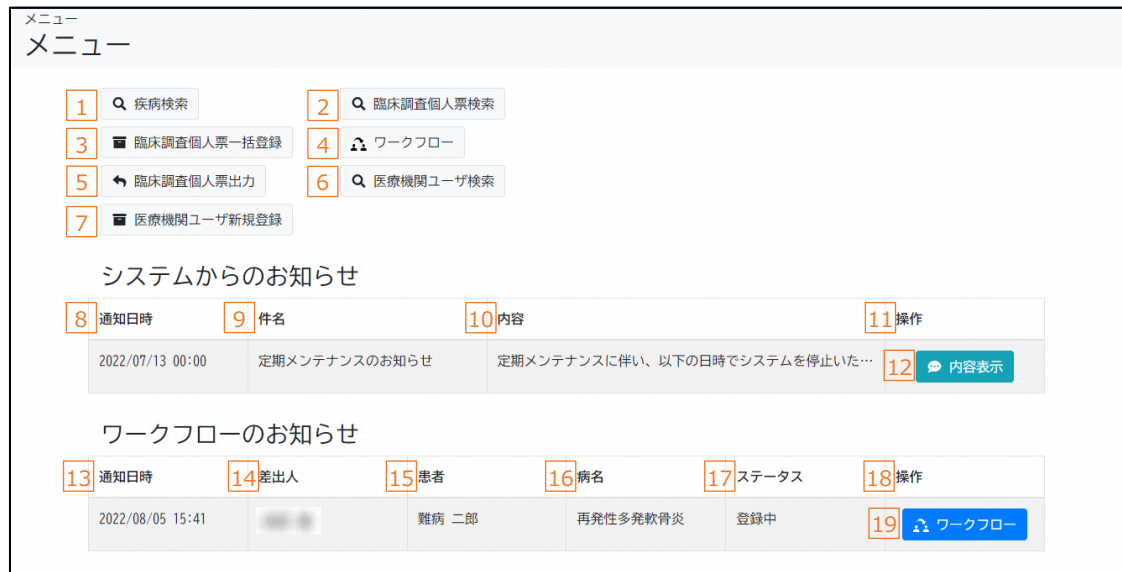 メニュー
メニュー
1 疾病検索 2 臨床調査個人票検索
3 臨床調査個人票一括登録 4 ワークフロー
5 臨床調査個人票出力 6 医療機関ユーザ検索
7 医療機関ユーザ新規登録
システムからのお知らせ
8 通知日時 9 件名 10 内容 11 操作
2022/07/13 00:00 定期メンテナンスのお知らせ 定期メンテナンスに伴い、以下の日時でシステムを停止いた… 12 内容表示
ワークフローのお知らせ
13 通知日時 14 差出人 15 患者 16 病名 17 ステータス 18 操作
2022/08/05 15:41 難病 二郎 再発性多発軟骨炎 登録中 19 ワークフロー